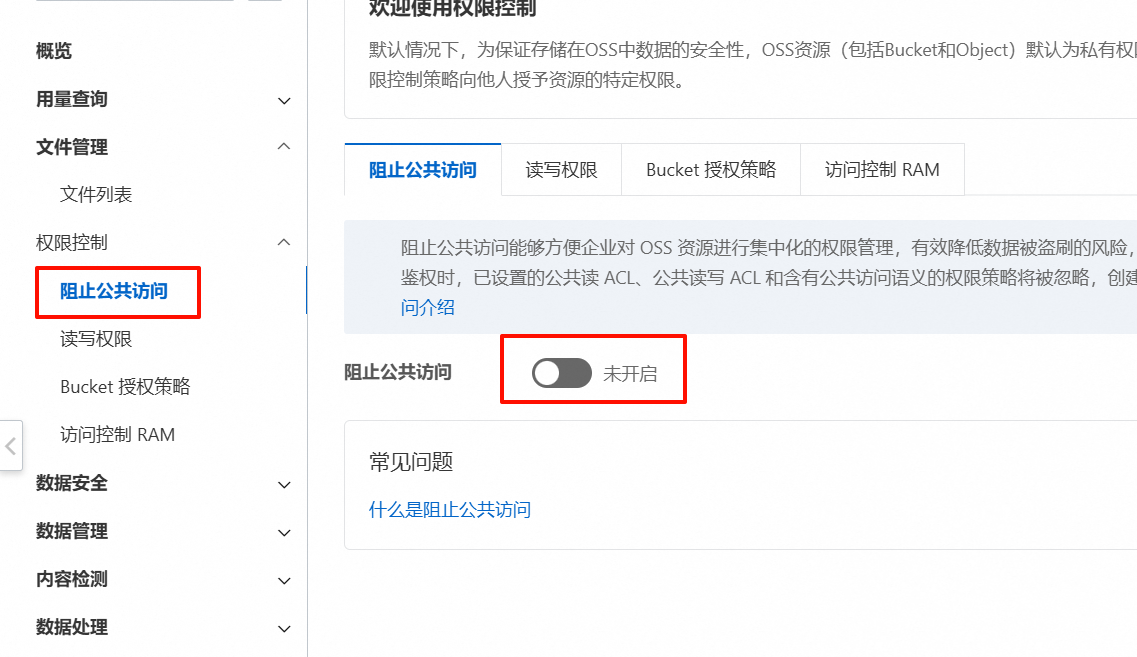 概览
用量查询
文件管理
文件列表
权限控制
阻止公共访问
读写权限
Bucket 授权策略
访问控制 RAM
数据安全
数据管理
内容检测
数据处理
欢迎使用权限控制
默认情况下，为保证存储在OSS中数据的安全性，OSS资源（包括Bucket和Object）默认为私有权
限控制策略向他人授予资源的特定权限。
阻止公共访问
读写权限
Bucket 授权策略
访问控制 RAM
阻止公共访问能够方便企业对 OSS 资源进行集中化的权限管理，有效降低数据被盗刷的风险，
鉴权时，已设置的公共读 ACL、公共读写 ACL 和含有公共访问语义的权限策略将被忽略，创建
问介绍
阻止公共访问
未开启
常见问题
什么是阻止公共访问